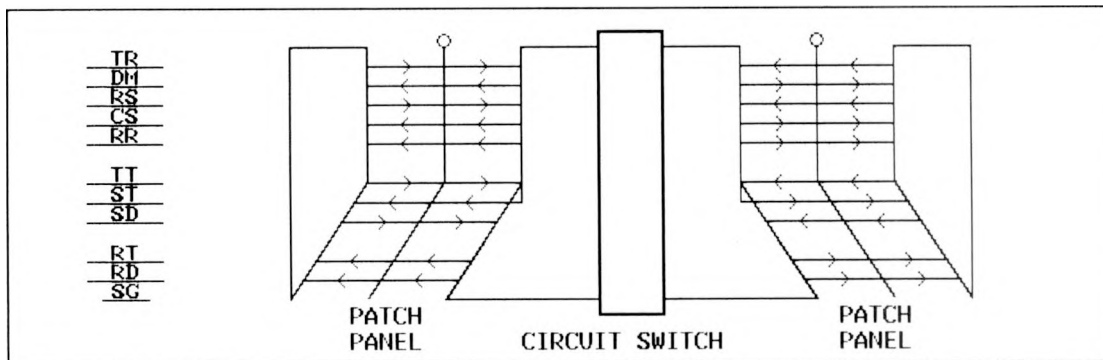 TR
DM
RS
CS
RR
TT
ST
SD
RT
RD
SG
PATCH
PANEL
CIRCUIT SWITCH
PATCH
PANEL